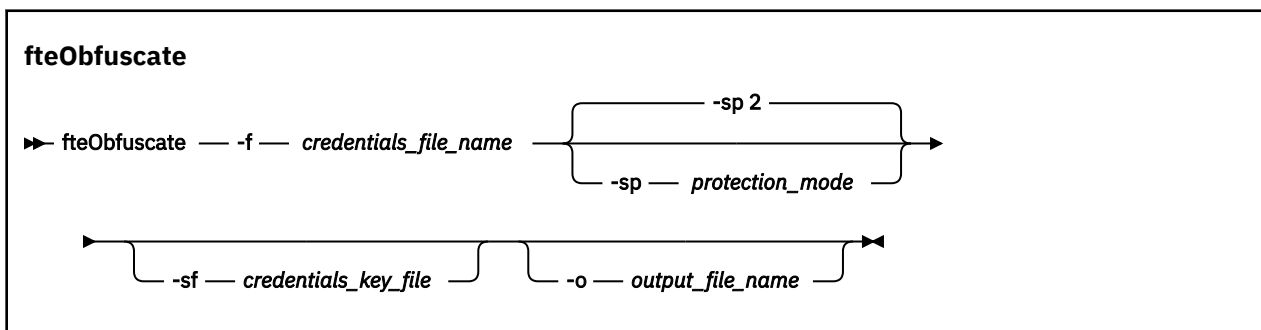 fteObfuscate
-sp 2
fteObfuscate -f credentials_file_name
-sp protection_mode
-sf credentials_key_file -o output_file_name